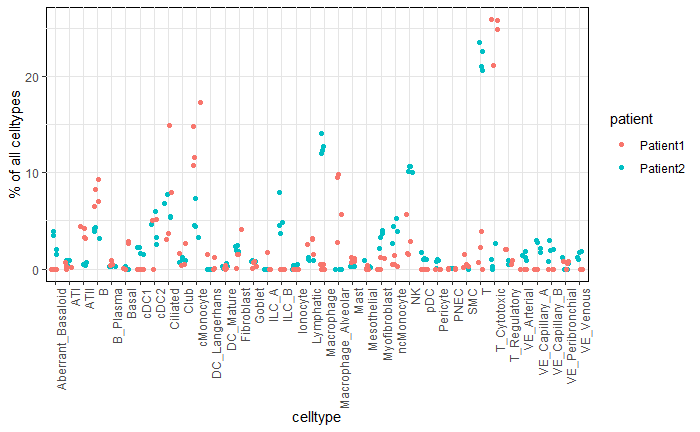 % of all celltypes
20
10
0
Aberrant_Basaloid
ATI
ATII
B
B_Plasma
Basal
cDC1
cDC2
Ciliated
Club
cMonocyte
DC_Langerhans
DC_Mature
Fibroblast
Goblet
ILC_A
ILC_B
Ionocyte
Lymphatic
Macrophage
Macrophage_Alveolar
Mast
Mesothelial
Myofibroblast
ncMonocyte
NK
pDC
Pericyte
PNEC
SMC
T
T_Cytotoxic
T_Regulatory
VE_Arterial
VE_Capillary_A
VE_Capillary_B
VE_Peribronchial
VE_Venous
celltype
patient
Patient1
Patient2